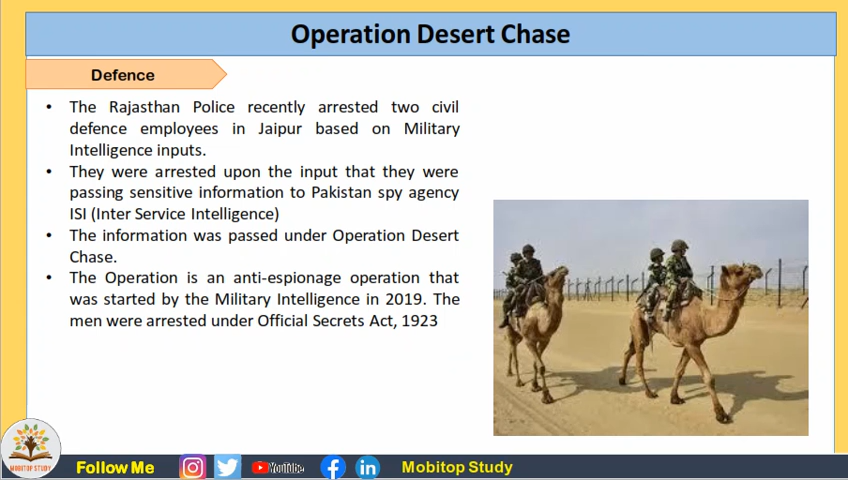 Operation Desert Chase
Defence
• The Rajasthan Police recently arrested two civil
defence employees in Jaipur based on Military
Intelligence inputs.
• They were arrested upon the input that they were
passing sensitive information to Pakistan spy agency
ISI (Inter Service Intelligence)
• The information was passed under Operation Desert
Chase.
• The Operation is an anti-espionage operation that
was started by the Military Intelligence in 2019. The
men were arrested under Official Secrets Act, 1923
MOBITOP STUDY
Follow Me
YouTube
Mobitop Study